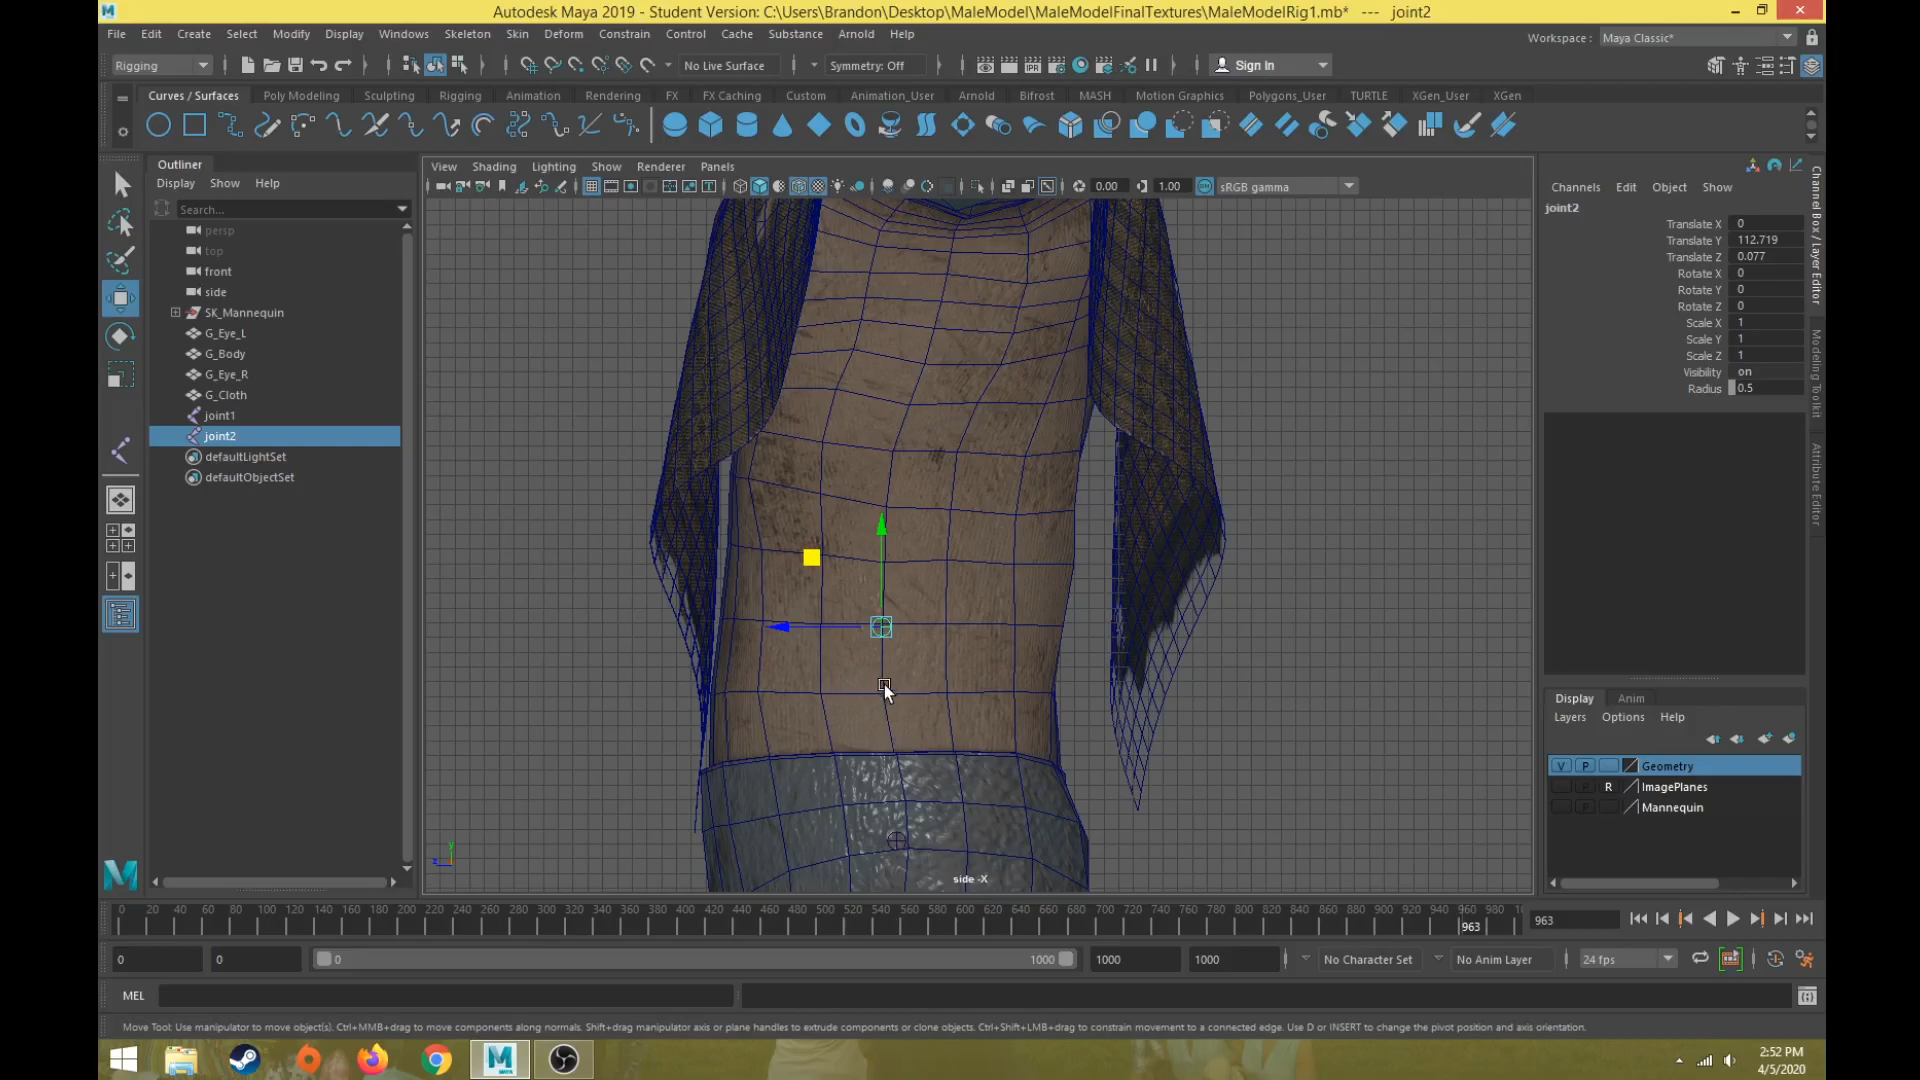 Autodesk Maya 2019 - Student Version: C:\Users\Brandon\Desktop\MaleModel\MaleModelFinalTextures\MaleModelRig1.mb*   ---   joint2
File Edit Create Select Modify Display Windows Skeleton Skin Deform Constrain Control Cache Substance Arnold Help
Workspace : Maya Classic*
Rigging
No Live Surface
Symmetry: Off
Sign In
Curves / Surfaces Poly Modeling Sculpting Rigging Animation Rendering FX FX Caching Custom Animation_User Arnold Bifrost MASH Motion Graphics Polygons_User TURTLE XGen_User XGen
Outliner
Display Show Help
Search...
persp
top
front
side
SK_Mannequin
G_Eye_L
G_Body
G_Eye_R
G_Cloth
joint1
joint2
defaultLightSet
defaultObjectSet
View Shading Lighting Show Renderer Panels
0.00 1.00 sRGB gamma
side -X
y
z
Channels Edit Object Show
joint2
Translate X 0
Translate Y 112.719
Translate Z 0.077
Rotate X 0
Rotate Y 0
Rotate Z 0
Scale X 1
Scale Y 1
Scale Z 1
Visibility on
Radius 0.5
Channel Box / Layer Editor
Modeling Toolkit
Attribute Editor
Display Anim
Layers Options Help
V P Geometry
P R ImagePlanes
P Mannequin
0 20 40 60 80 100 120 140 160 180 200 220 240 260 280 300 320 340 360 380 400 420 440 460 480 500 520 540 560 580 600 620 640 660 680 700 720 740 760 780 800 820 840 860 880 900 920 940 960 980
963
963
0 0 0 1000 1000 1000 No Character Set No Anim Layer 24 fps
MEL
Move Tool: Use manipulator to move object(s). Ctrl+MMB+drag to move components along normals. Shift+drag manipulator axis or plane handles to extrude components or clone objects. Ctrl+Shift+LMB+drag to constrain movement to a connected edge. Use D or INSERT to change the pivot position and axis orientation.
2:52 PM
4/5/2020